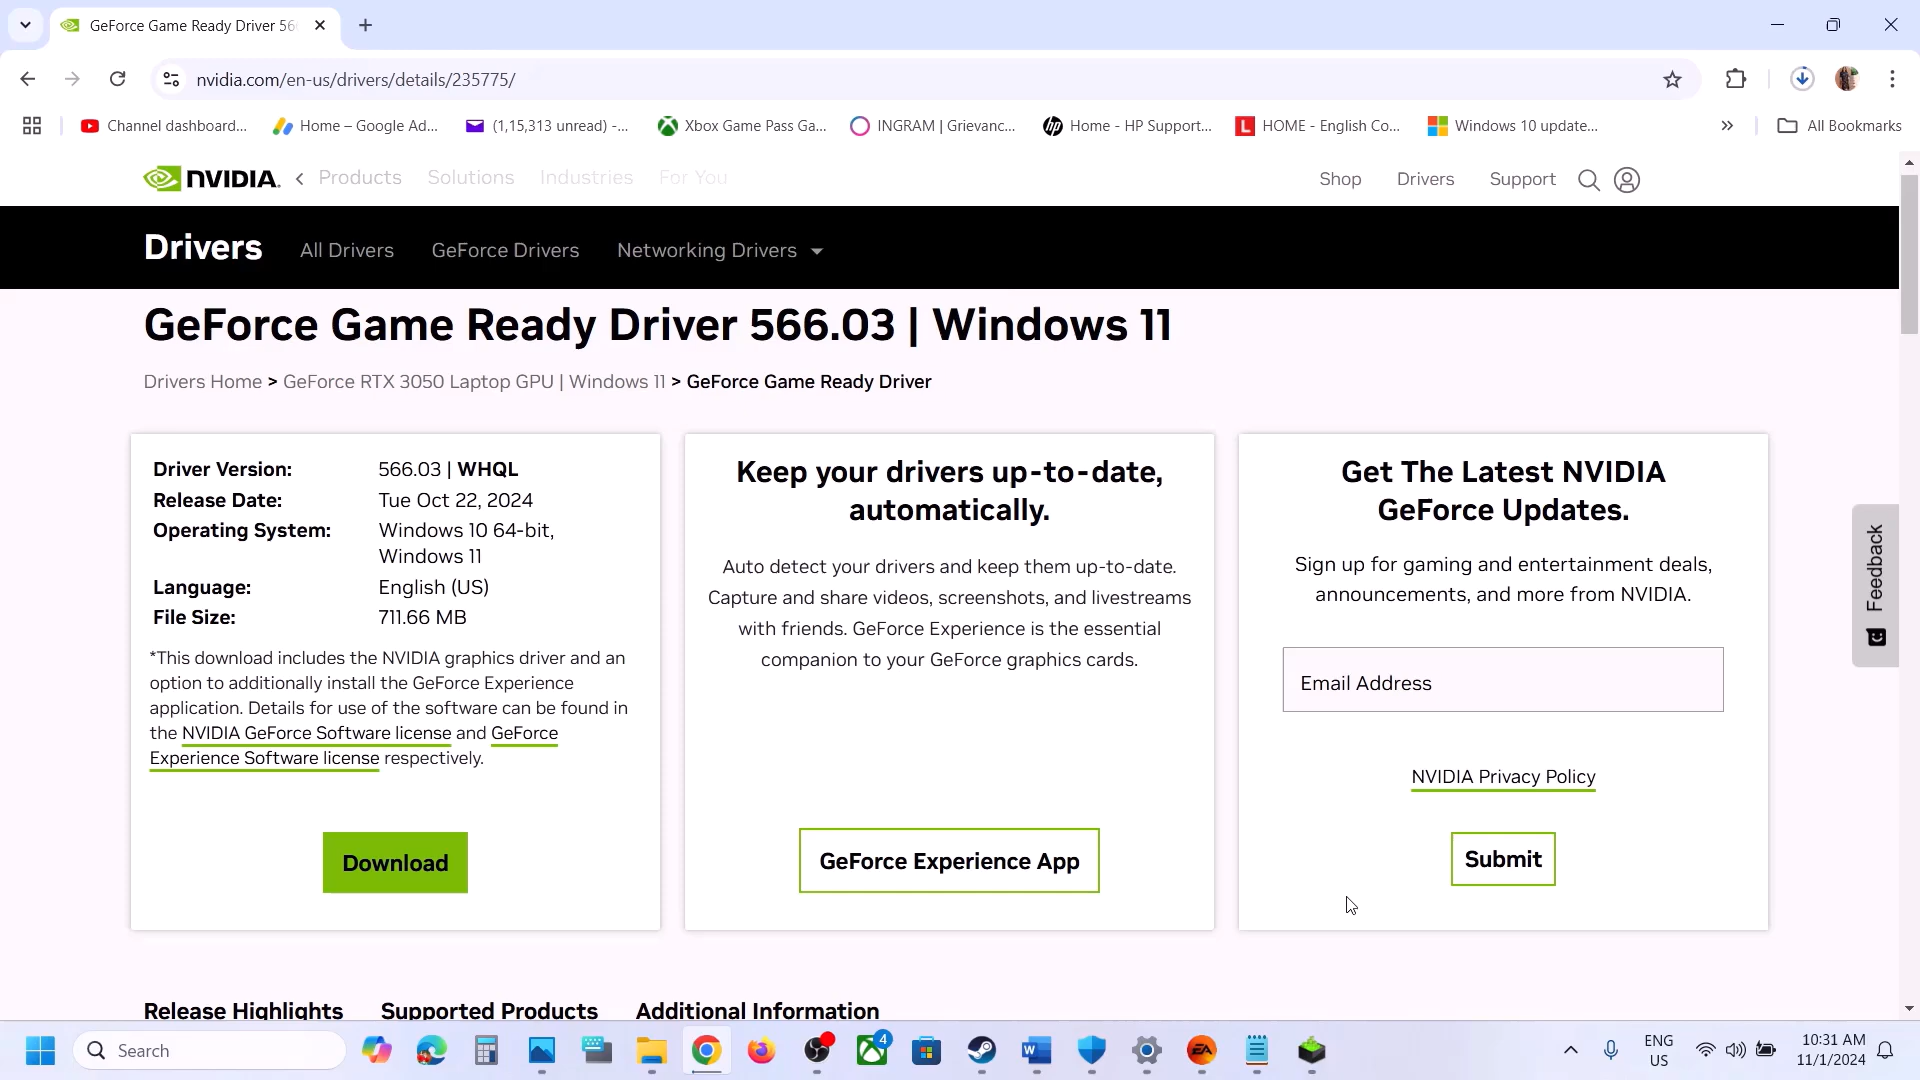 GeForce Game Ready Driver 56
nvidia.com/en-us/drivers/details/235775/
Channel dashboard...
Home – Google Ad...
(1,15,313 unread) -...
Xbox Game Pass Ga...
INGRAM | Grievanc...
Home - HP Support...
HOME - English Co...
Windows 10 update...
All Bookmarks
NVIDIA.
Products
Solutions
Industries
For You
Shop
Drivers
Support
Drivers
All Drivers
GeForce Drivers
Networking Drivers
GeForce Game Ready Driver 566.03 | Windows 11
Drivers Home > GeForce RTX 3050 Laptop GPU | Windows 11 > GeForce Game Ready Driver
Driver Version: 566.03 | WHQL
Release Date: Tue Oct 22, 2024
Operating System: Windows 10 64-bit,
Windows 11
Language: English (US)
File Size: 711.66 MB
*This download includes the NVIDIA graphics driver and an
option to additionally install the GeForce Experience
application. Details for use of the software can be found in
the NVIDIA GeForce Software license and GeForce
Experience Software license respectively.
Download
Keep your drivers up-to-date,
automatically.
Auto detect your drivers and keep them up-to-date.
Capture and share videos, screenshots, and livestreams
with friends. GeForce Experience is the essential
companion to your GeForce graphics cards.
GeForce Experience App
Get The Latest NVIDIA
GeForce Updates.
Sign up for gaming and entertainment deals,
announcements, and more from NVIDIA.
Email Address
NVIDIA Privacy Policy
Submit
Feedback
Release Highlights
Supported Products
Additional Information
Search
4
ENG
US
10:31 AM
11/1/2024